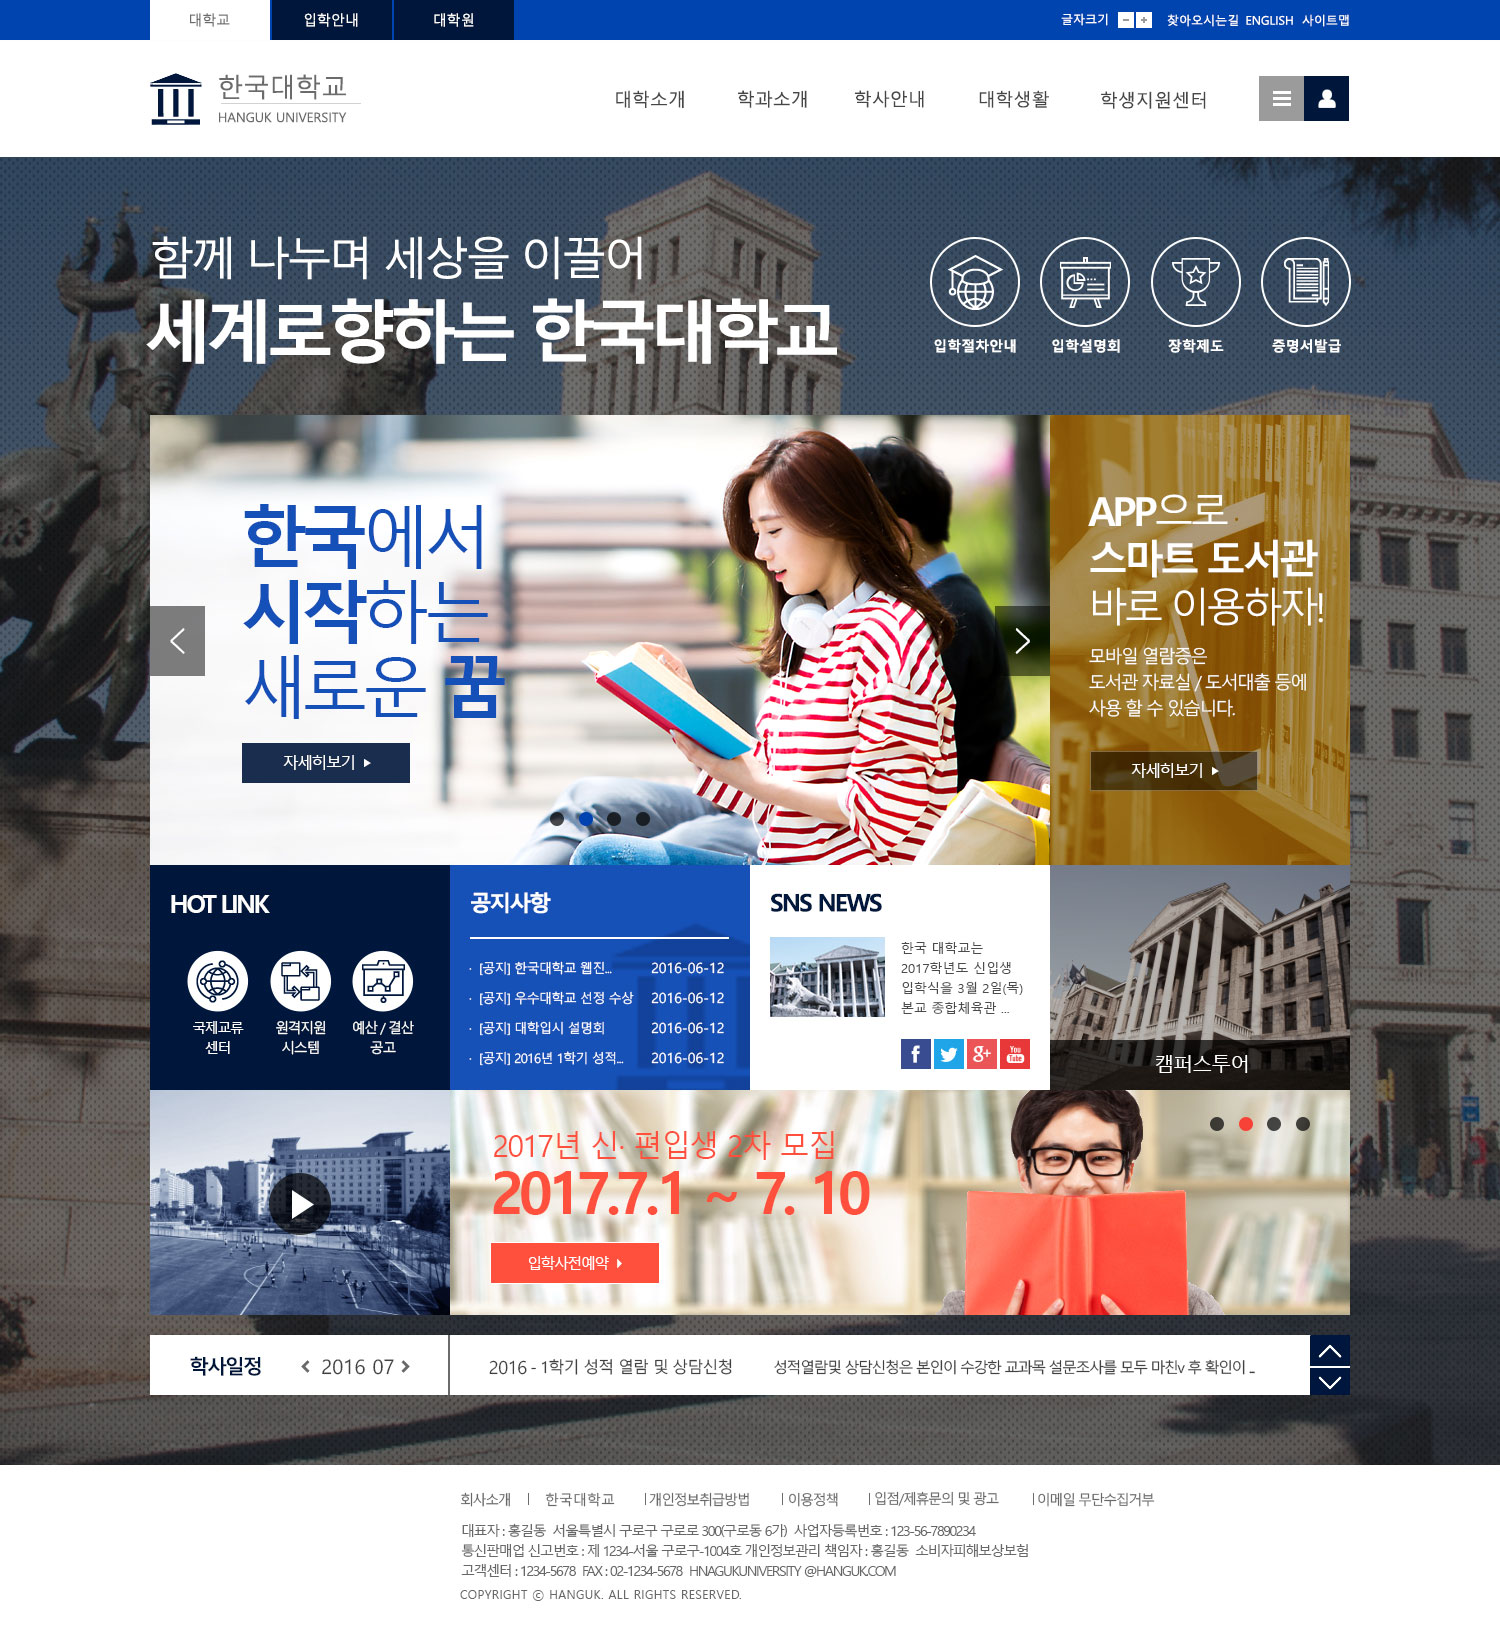 대학교
입학안내
대학원
글자크기
찾아오시는길 ENGLISH 사이트맵
한국대학교
HANGUK UNIVERSITY
대학소개
학과소개
학사안내
대학생활
학생지원센터
함께 나누며 세상을 이끌어
세계로향하는 한국대학교
입학절차안내
입학설명회
장학제도
증명서발급
한국에서
시작하는
새로운 꿈
자세히보기
APP으로
스마트 도서관
바로 이용하자!
모바일 열람증은
도서관 자료실 / 도서대출 등에
사용 할 수 있습니다.
자세히보기
HOT LINK
국제교류
센터
원격지원
시스템
예산 / 결산
공고
공지사항
· [공지] 한국대학교 웹진... 2016-06-12
· [공지] 우수대학교 선정 수상 2016-06-12
· [공지] 대학입시 설명회 2016-06-12
· [공지] 2016년 1학기 성적... 2016-06-12
SNS NEWS
한국 대학교는
2017학년도 신입생
입학식을 3월 2일(목)
본교 종합체육관 ...
f
g+
You Tube
캠퍼스투어
2017년 신· 편입생 2차 모집
2017.7.1 ~ 7. 10
입학사전예약
학사일정
2016 07
2016 - 1학기 성적 열람 및 상담신청
성적열람및 상담신청은 본인이 수강한 교과목 설문조사를 모두 마친v 후 확인이 ...
회사소개 | 한국대학교 | 개인정보취급방법 | 이용정책 | 입점/제휴문의 및 광고 | 이메일 무단수집거부
대표자 : 홍길동 서울특별시 구로구 구로로 300(구로동 6가) 사업자등록번호 : 123-56-7890234
통신판매업 신고번호 : 제 1234-서울 구로구-1004호 개인정보관리 책임자 : 홍길동 소비자피해보상보험
고객센터 : 1234-5678 FAX : 02-1234-5678 HNAGUKUNIVERSITY @HANGUK.COM
COPYRIGHT ⓒ HANGUK. ALL RIGHTS RESERVED.